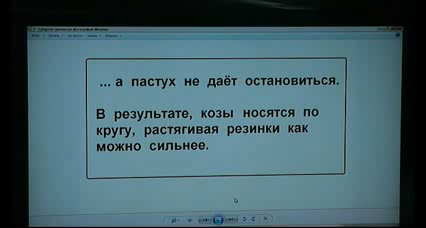 ... а пастух не даёт остановиться.
В результате, козы носятся по
кругу, растягивая резинки как
можно сильнее.